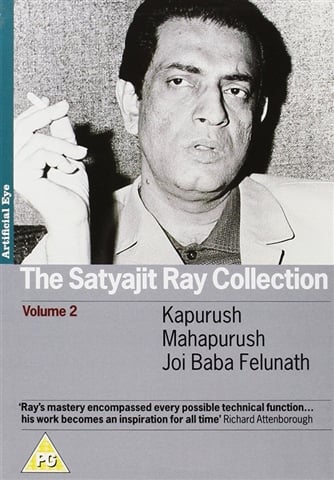 Artificial Eye
The Satyajit Ray Collection
Volume 2
Kapurush
Mahapurush
Joi Baba Felunath
‘Ray's mastery encompassed every possible technical function...
his work becomes an inspiration for all time’ Richard Attenborough
PG